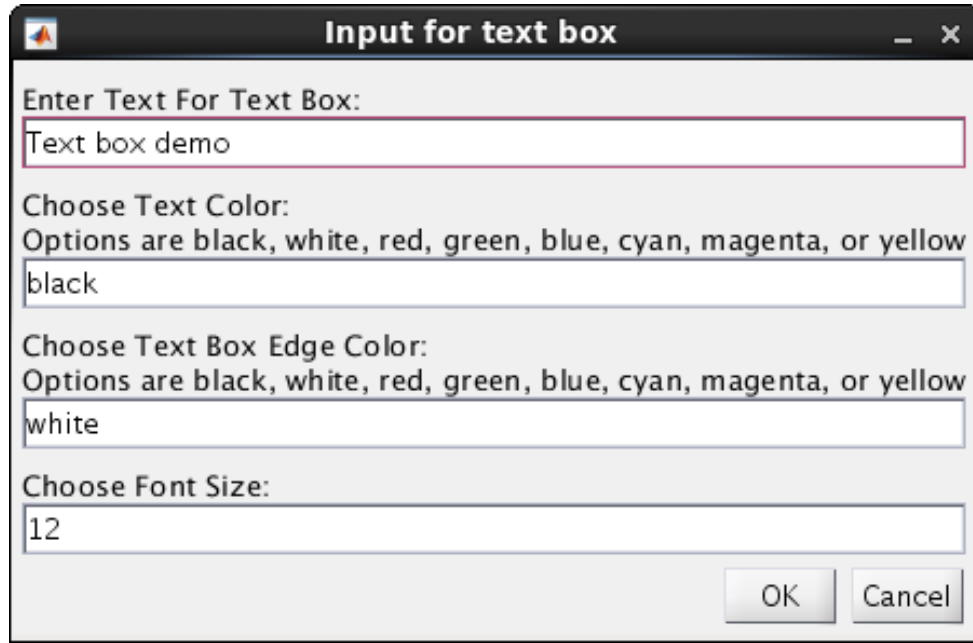 Input for text box
Enter Text For Text Box:
Text box demo
Choose Text Color:
Options are black, white, red, green, blue, cyan, magenta, or yellow
black
Choose Text Box Edge Color:
Options are black, white, red, green, blue, cyan, magenta, or yellow
white
Choose Font Size:
12
OK Cancel